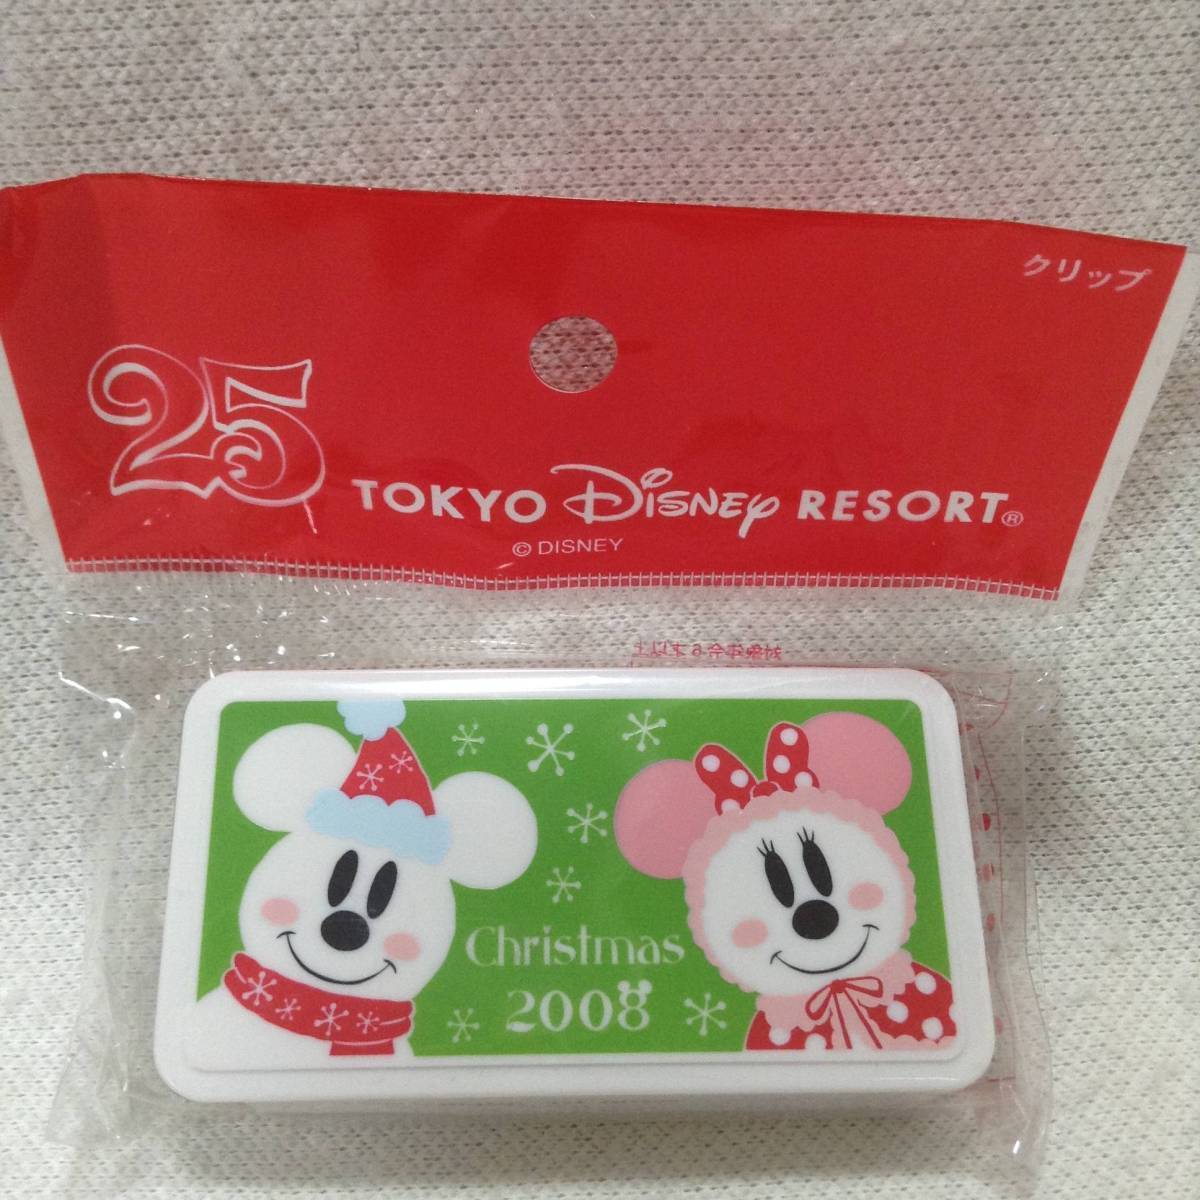 クリップ
25 TOKYO Disney RESORT®
© DISNEY
Christmas
2008